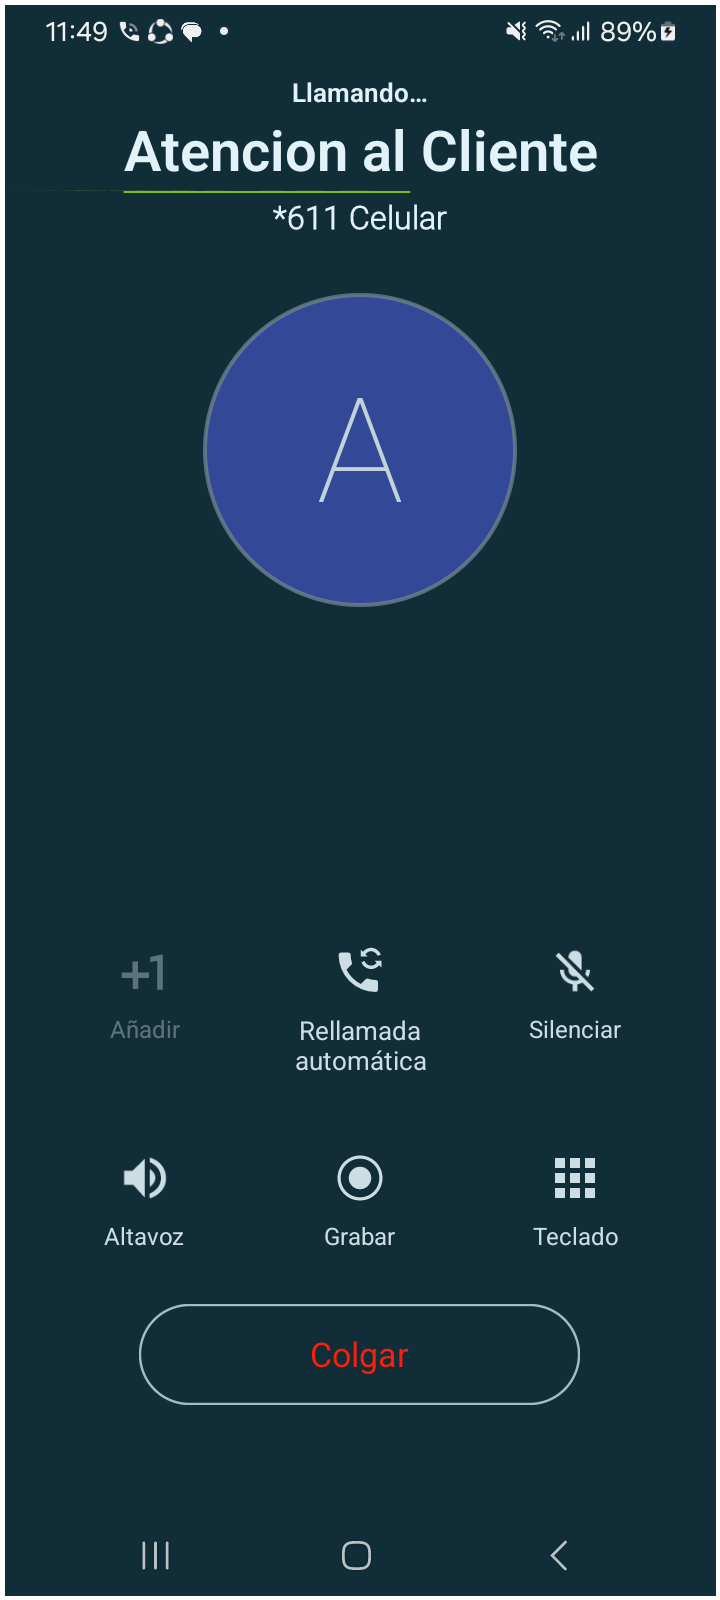 11:49 89%
Llamando...
Atencion al Cliente
*611 Celular
A
+1
Añadir Rellamada automática Silenciar
Altavoz Grabar Teclado
Colgar